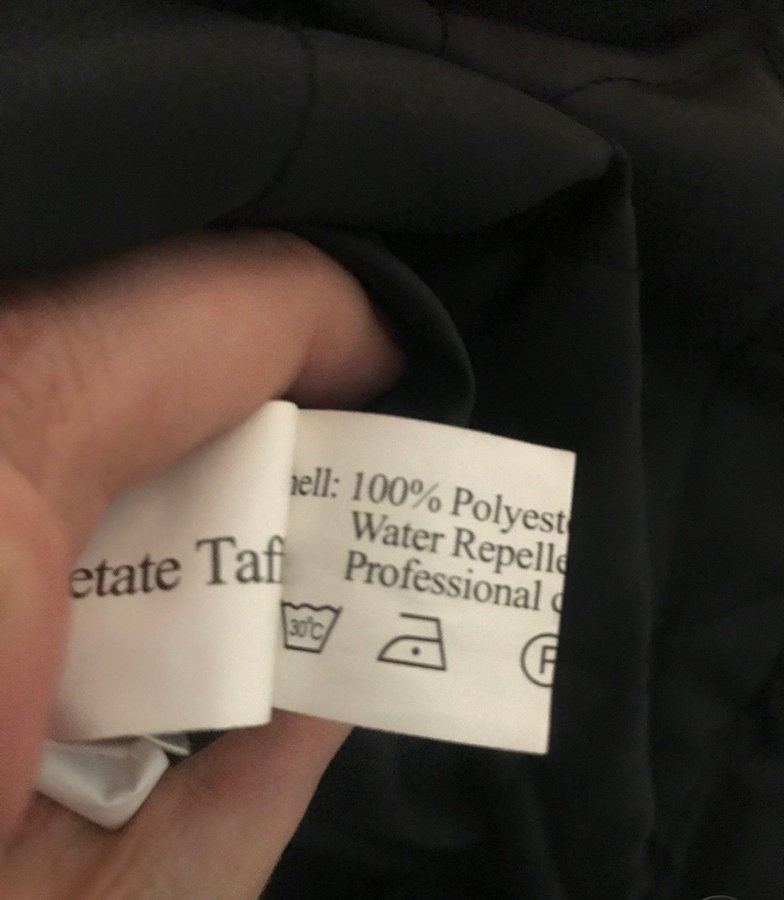 etate Taf
hell: 100% Polyest
Water Repelle
Professional c
30°C
F